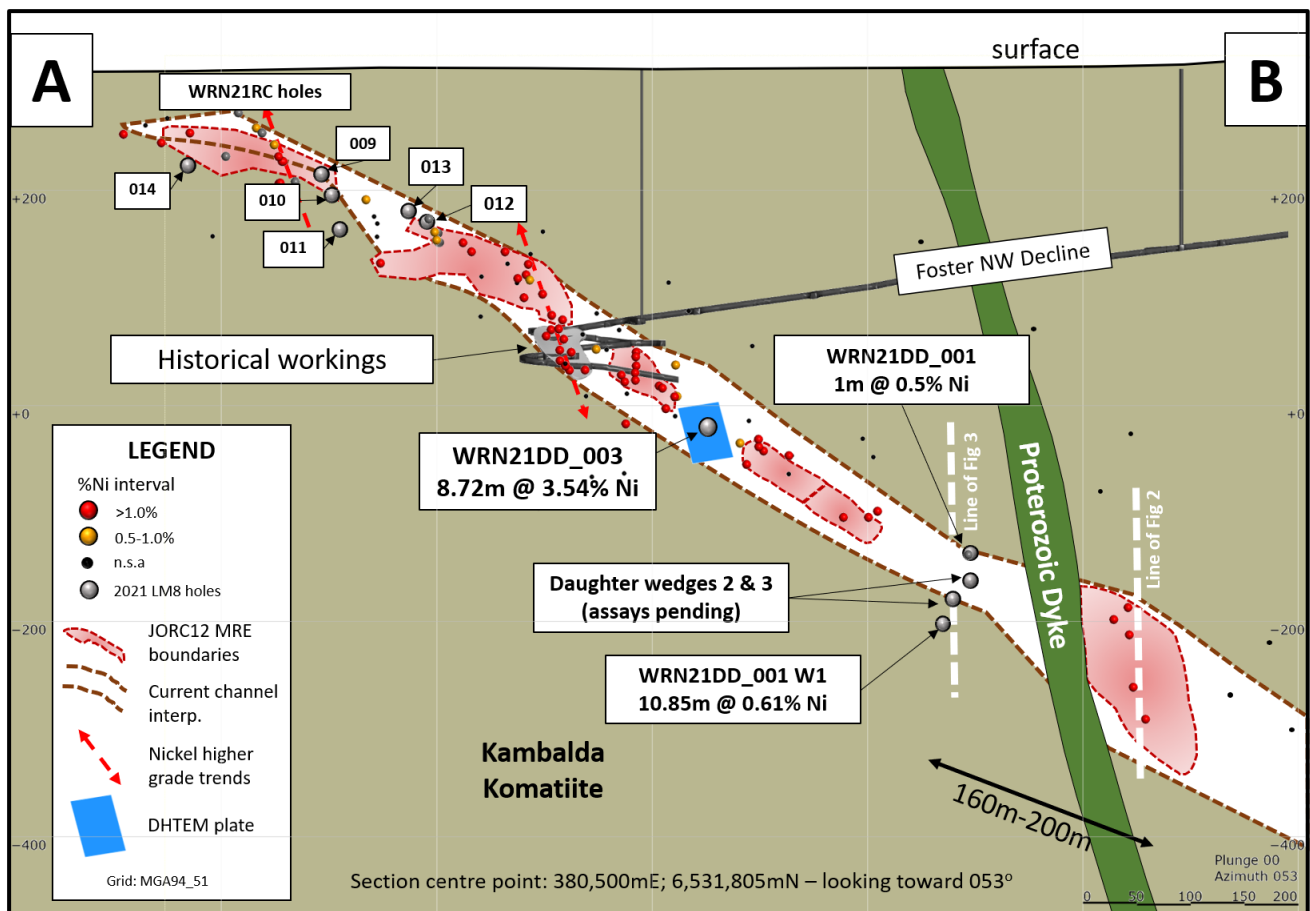 surface
A
B
WRN21RC holes
009
013
014
010
012
011
+200
+200
Foster NW Decline
Historical workings
WRN21DD_001
1m @ 0.5% Ni
+0
+0
LEGEND
%Ni interval
>1.0%
0.5-1.0%
n.s.a
2021 LM8 holes
JORC12 MRE
boundaries
Current channel
interp.
Nickel higher
grade trends
DHTEM plate
Grid: MGA94_51
WRN21DD_003
8.72m @ 3.54% Ni
Line of Fig 3
Proterozoic Dyke
Line of Fig 2
Daughter wedges 2 & 3
(assays pending)
−200
−200
WRN21DD_001 W1
10.85m @ 0.61% Ni
Kambalda
Komatiite
160m-200m
−400
−400
Plunge 00
Azimuth 053
Section centre point: 380,500mE; 6,531,805mN – looking toward 053º
0 50 100 150 200